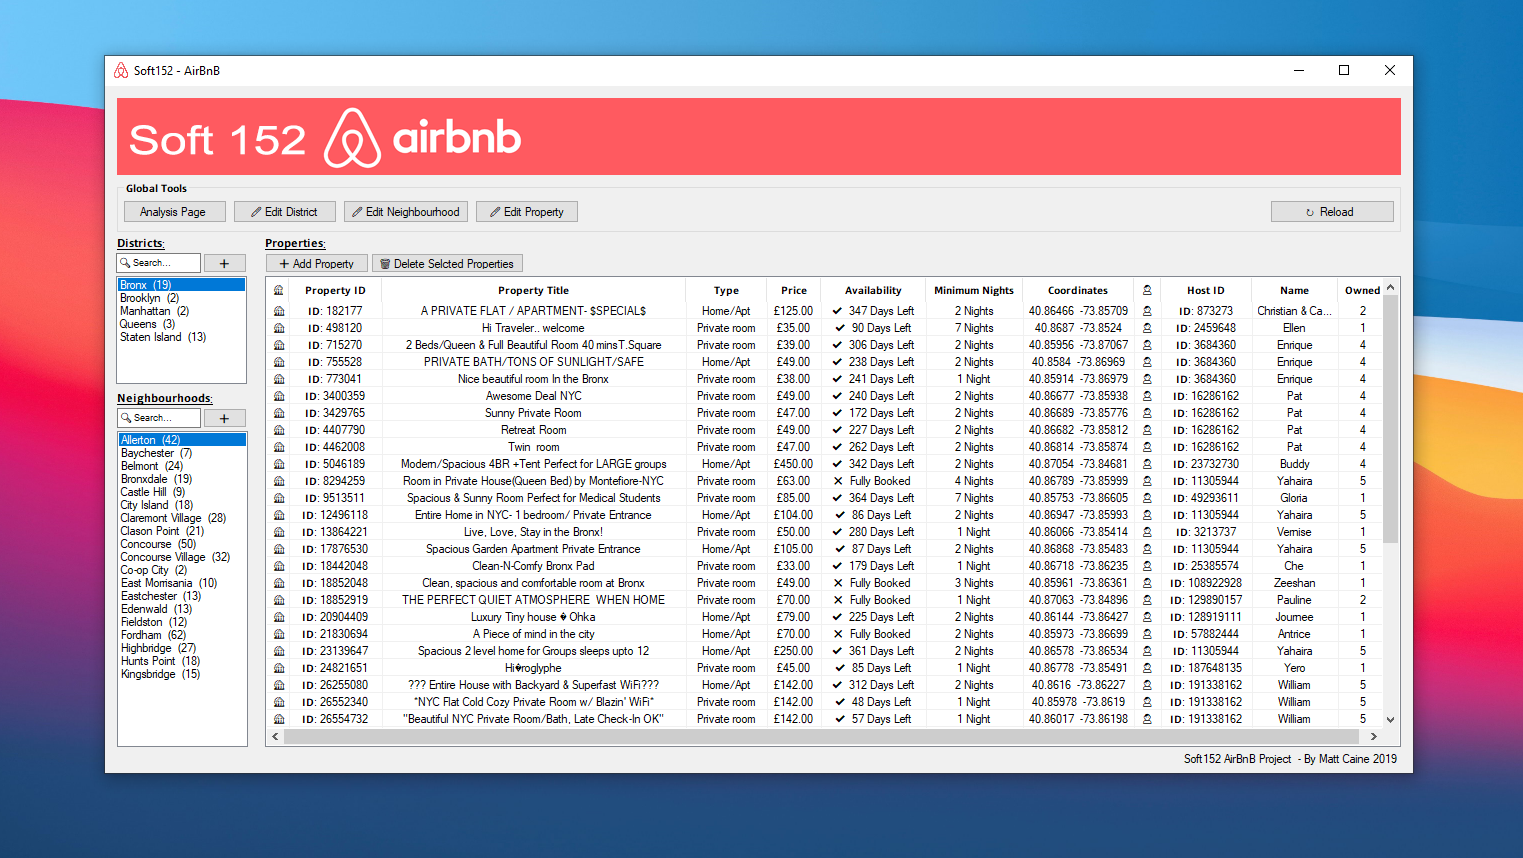 Soft152 - AirBnB
Soft 152 airbnb
Global Tools
Analysis Page Edit District Edit Neighbourhood Edit Property Reload
Districts:
Search...
Bronx (19)
Brooklyn (2)
Manhattan (2)
Queens (3)
Staten Island (13)
Neighbourhoods:
Search...
Allerton (42)
Baychester (7)
Belmont (24)
Bronxdale (19)
Castle Hill (9)
City Island (18)
Claremont Village (28)
Clason Point (21)
Concourse (50)
Concourse Village (32)
Co-op City (2)
East Morrisania (10)
Eastchester (13)
Edenwald (13)
Fieldston (12)
Fordham (62)
Highbridge (27)
Hunts Point (18)
Kingsbridge (15)
Properties:
Add Property Delete Selcted Properties
Property ID Property Title Type Price Availability Minimum Nights Coordinates Host ID Name Owned
ID: 182177 A PRIVATE FLAT / APARTMENT- $SPECIAL$ Home/Apt £125.00 347 Days Left 2 Nights 40.86466 -73.85709 ID: 873273 Christian & Ca... 2
ID: 498120 Hi Traveler.. welcome Private room £35.00 90 Days Left 7 Nights 40.8687 -73.8524 ID: 2459648 Ellen 1
ID: 715270 2 Beds/Queen & Full Beautiful Room 40 minsT.Square Private room £39.00 306 Days Left 2 Nights 40.85956 -73.87067 ID: 3684360 Enrique 4
ID: 755528 PRIVATE BATH/TONS OF SUNLIGHT/SAFE Home/Apt £49.00 238 Days Left 2 Nights 40.8584 -73.86969 ID: 3684360 Enrique 4
ID: 773041 Nice beautiful room In the Bronx Private room £38.00 241 Days Left 1 Night 40.85914 -73.86979 ID: 3684360 Enrique 4
ID: 3400359 Awesome Deal NYC Private room £49.00 240 Days Left 2 Nights 40.86677 -73.85938 ID: 16286162 Pat 4
ID: 3429765 Sunny Private Room Private room £47.00 172 Days Left 2 Nights 40.86689 -73.85776 ID: 16286162 Pat 4
ID: 4407790 Retreat Room Private room £49.00 227 Days Left 2 Nights 40.86682 -73.85812 ID: 16286162 Pat 4
ID: 4462008 Twin room Private room £47.00 262 Days Left 2 Nights 40.86814 -73.85874 ID: 16286162 Pat 4
ID: 5046189 Modern/Spacious 4BR +Tent Perfect for LARGE groups Home/Apt £450.00 342 Days Left 2 Nights 40.87054 -73.84681 ID: 23732730 Buddy 4
ID: 8294259 Room in Private House(Queen Bed) by Montefiore-NYC Private room £63.00 Fully Booked 4 Nights 40.86789 -73.85999 ID: 11305944 Yahaira 5
ID: 9513511 Spacious & Sunny Room Perfect for Medical Students Private room £85.00 364 Days Left 7 Nights 40.85753 -73.86605 ID: 49293611 Gloria 1
ID: 12496118 Entire Home in NYC- 1 bedroom/ Private Entrance Home/Apt £104.00 86 Days Left 2 Nights 40.86947 -73.85993 ID: 11305944 Yahaira 5
ID: 13864221 Live, Love, Stay in the Bronx! Private room £50.00 280 Days Left 1 Night 40.86066 -73.85414 ID: 3213737 Vernise 1
ID: 17876530 Spacious Garden Apartment Private Entrance Home/Apt £105.00 87 Days Left 2 Nights 40.86868 -73.85483 ID: 11305944 Yahaira 5
ID: 18442048 Clean-N-Comfy Bronx Pad Home/Apt £33.00 179 Days Left 1 Night 40.86718 -73.86235 ID: 25385574 Che 1
ID: 18852048 Clean, spacious and comfortable room at Bronx Private room £49.00 Fully Booked 3 Nights 40.85961 -73.86361 ID: 108922928 Zeeshan 1
ID: 18852919 THE PERFECT QUIET ATMOSPHERE WHEN HOME Private room £70.00 Fully Booked 1 Night 40.87063 -73.84896 ID: 129890157 Pauline 2
ID: 20904409 Luxury Tiny house � Ohka Home/Apt £79.00 225 Days Left 2 Nights 40.86144 -73.86427 ID: 128919111 Journee 1
ID: 21830694 A Piece of mind in the city Home/Apt £70.00 Fully Booked 2 Nights 40.85973 -73.86699 ID: 57882444 Antrice 1
ID: 23139647 Spacious 2 level home for Groups sleeps upto 12 Home/Apt £250.00 361 Days Left 2 Nights 40.86578 -73.86534 ID: 11305944 Yahaira 5
ID: 24821651 Hi�roglyphe Private room £45.00 85 Days Left 1 Night 40.86778 -73.85491 ID: 187648135 Yero 1
ID: 26255080 ??? Entire House with Backyard & Superfast WiFi??? Home/Apt £142.00 312 Days Left 2 Nights 40.8616 -73.86227 ID: 191338162 William 5
ID: 26552340 *NYC Flat Cold Cozy Private Room w/ Blazin' WiFi* Private room £142.00 48 Days Left 1 Night 40.85978 -73.8619 ID: 191338162 William 5
ID: 26554732 "Beautiful NYC Private Room/Bath, Late Check-In OK" Private room £142.00 57 Days Left 1 Night 40.86017 -73.86198 ID: 191338162 William 5
Soft152 AirBnB Project - By Matt Caine 2019